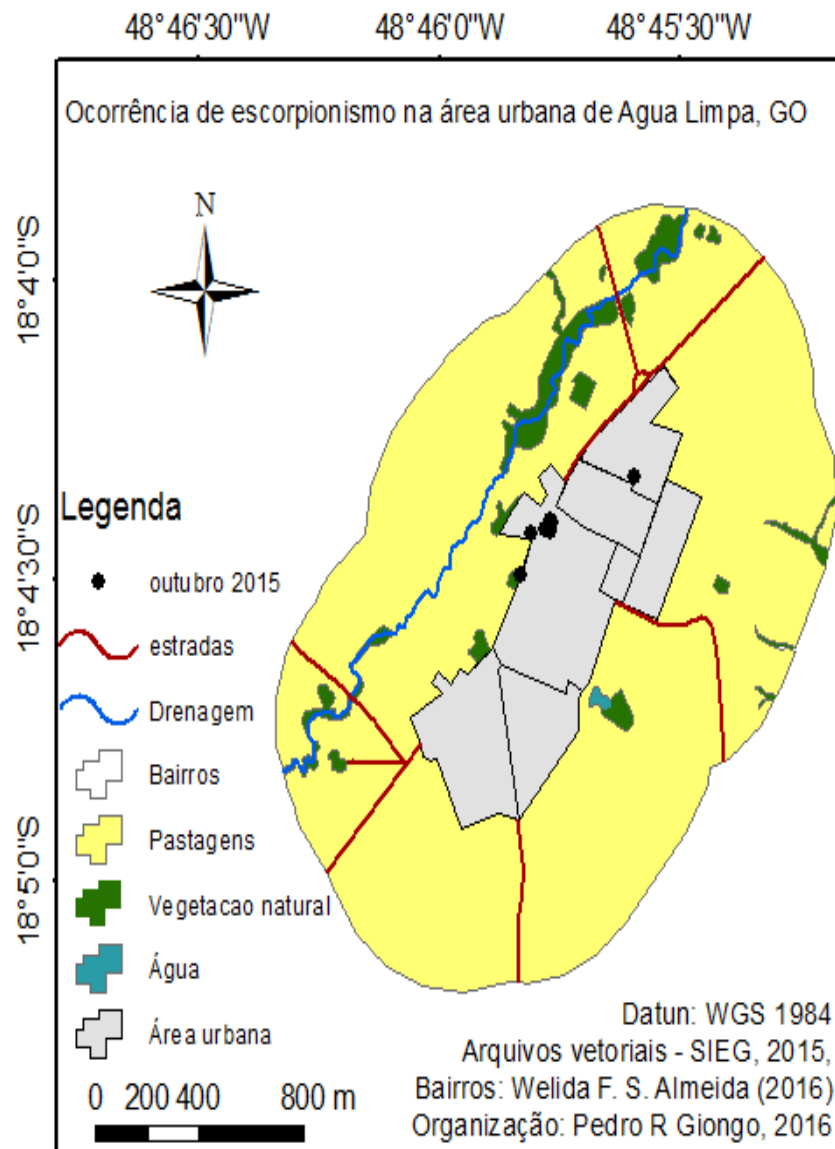 48°46'30"W 48°46'0"W 48°45'30"W
Ocorrência de escorpionismo na área urbana de Agua Limpa, GO
N
18°4'0"S
Legenda
18°4'30"S
outubro 2015
estradas
Drenagem
Bairros
Pastagens
18°5'0"S
Vegetacao natural
Água
Área urbana
0 200 400 800 m
Datun: WGS 1984
Arquivos vetoriais - SIEG, 2015,
Bairros: Welida F. S. Almeida (2016)
Organização: Pedro R Giongo, 2016